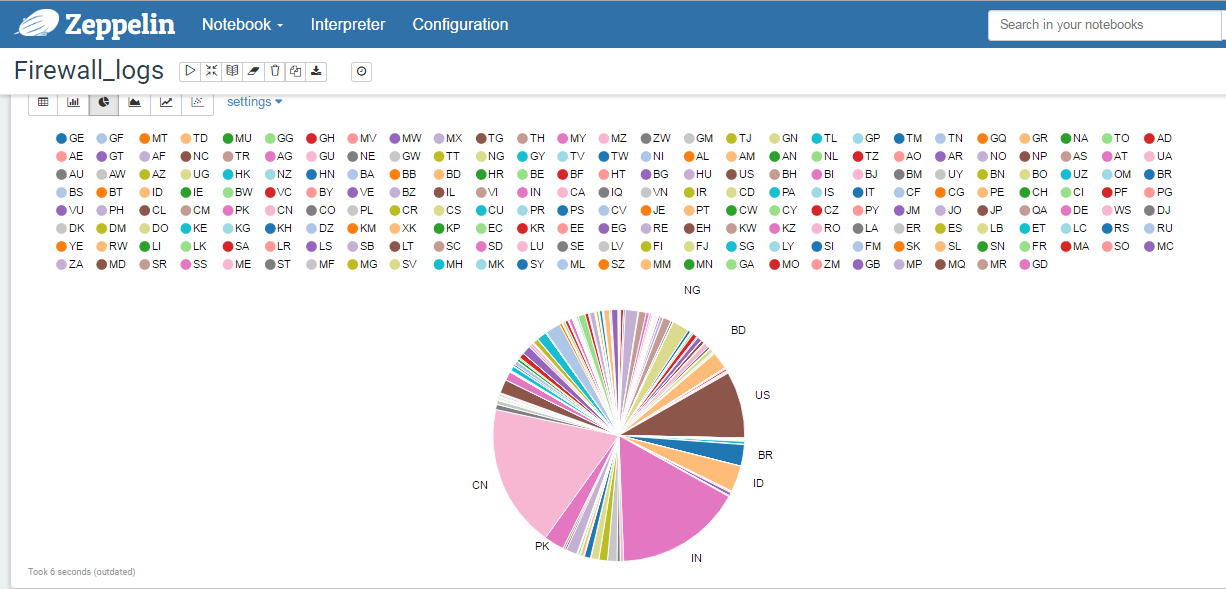 Zeppelin Notebook Interpreter Configuration Search in your notebooks
Firewall_logs
settings
GE GF MT TD MU GG GH MV MW MX TG TH MY MZ ZW GM TJ GN TL GP TM TN GQ GR NA TO AD
AE GT AF NC TR AG GU NE GW TT NG GY TV TW NI AL AM AN NL TZ AO AR NO NP AS AT UA
AU AW AZ UG HK NZ HN BA BB BD HR BE BF HT BG HU US BH BI BJ BM UY BN BO UZ OM BR
BS BT ID IE BW VC BY VE BZ IL VI IN CA IQ VN IR CD PA IS IT CF CG PE CH CI PF PG
VU PH CL CM PK CN CO PL CR CS CU PR PS CV JE PT CW CY CZ PY JM JO JP QA DE WS DJ
DK DM DO KE KG KH DZ KM XK KP EC KR EE EG RE EH KW KZ RO LA ER ES LB ET LC RS RU
YE RW LI LK SA LR LS SB LT SC SD LU SE LV FI FJ SG LY SI FM SK SL SN FR MA SO MC
ZA MD SR SS ME ST MF MG SV MH MK SY ML SZ MM MN GA MO ZM GB MP MQ MR GD
NG
BD
US
BR
ID
CN
PK
IN
Took 6 seconds (outdated)